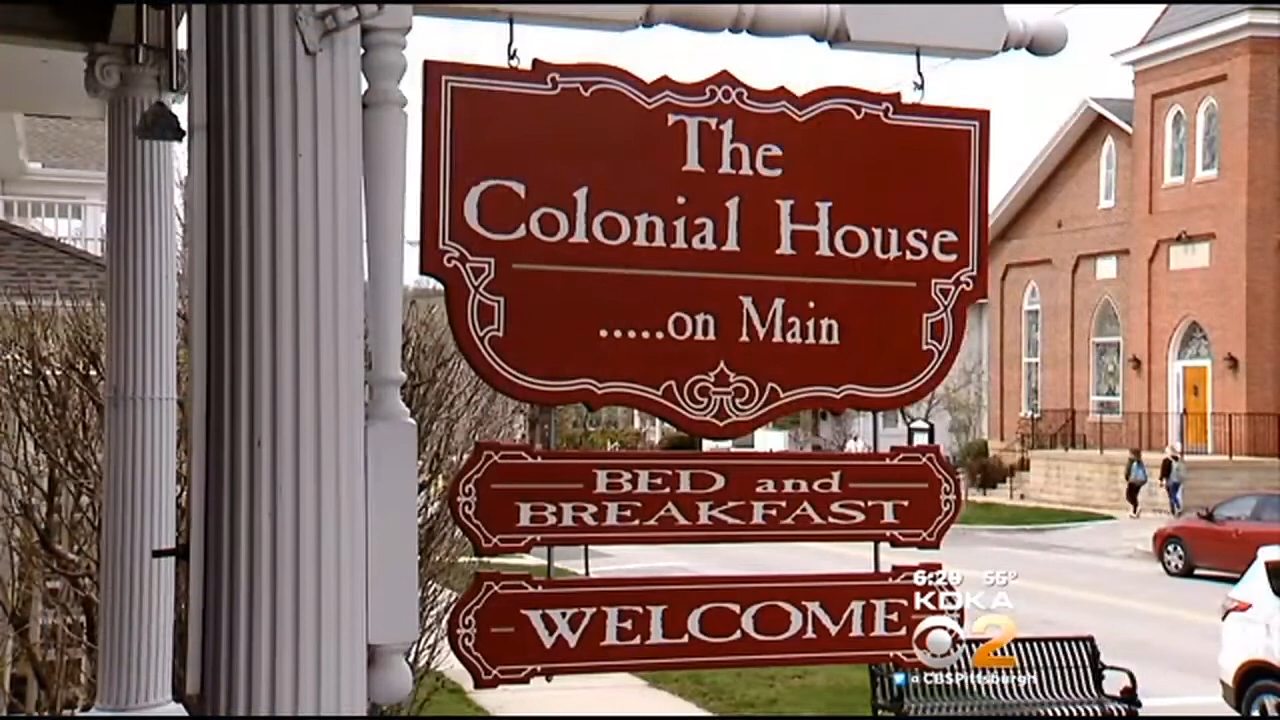 The
Colonial House
.....on Main
BED and
BREAKFAST
WELCOME
6:29 55°
KDKA
2
@CBSPittsburgh